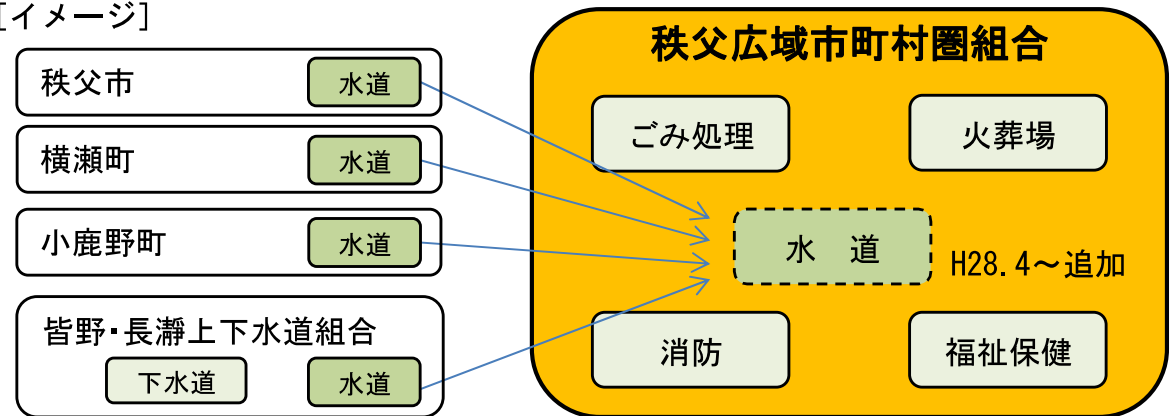 [イメージ]
秩父市
水道
横瀬町
水道
小鹿野町
水道
皆野・長瀞上下水道組合
下水道
水道
秩父広域市町村圏組合
ごみ処理
火葬場
水　道
H28.4～追加
消防
福祉保健